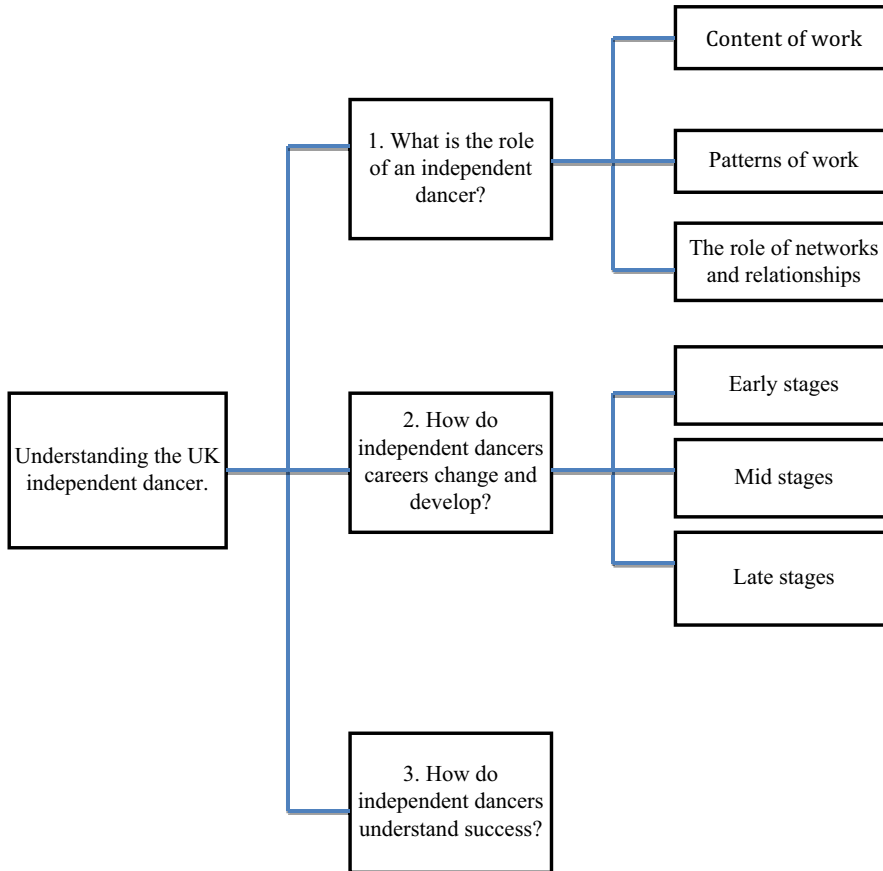 Understanding the UK
independent dancer.
1. What is the role
of an independent
dancer?
Content of work
Patterns of work
The role of networks
and relationships
2. How do
independent dancers
careers change and
develop?
Early stages
Mid stages
Late stages
3. How do
independent dancers
understand success?